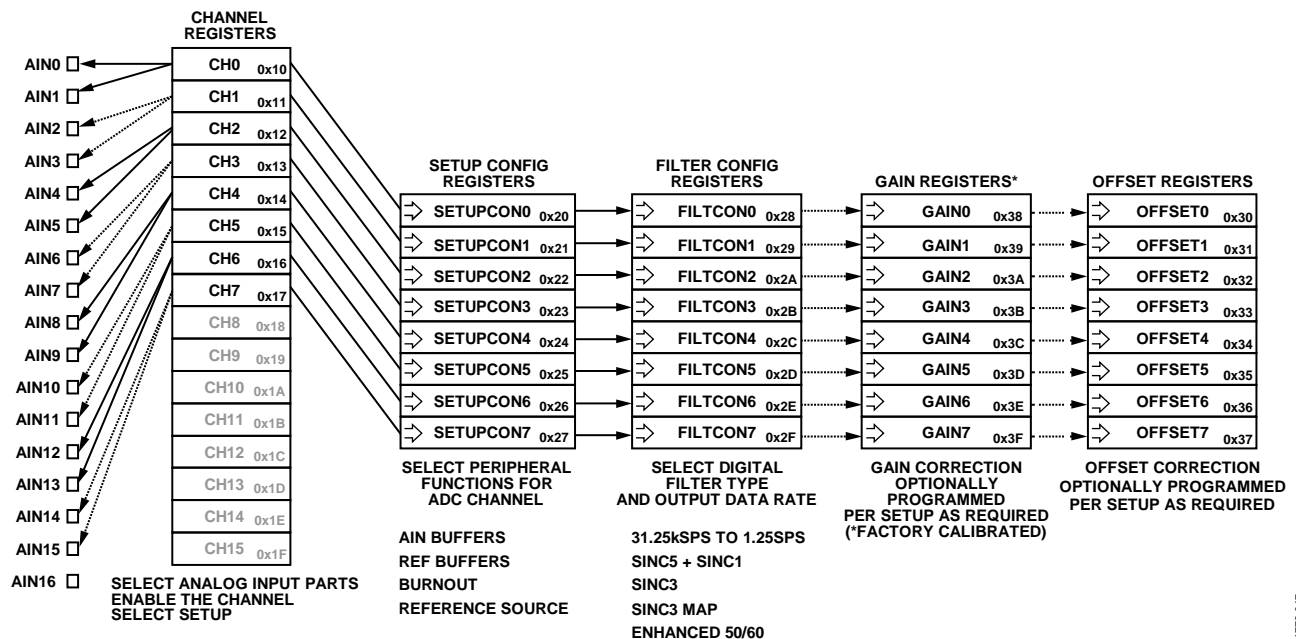 CHANNEL
REGISTERS
AIN0
AIN1
AIN2
AIN3
AIN4
AIN5
AIN6
AIN7
AIN8
AIN9
AIN10
AIN11
AIN12
AIN13
AIN14
AIN15
AIN16
CH0 0x10
CH1 0x11
CH2 0x12
CH3 0x13
CH4 0x14
CH5 0x15
CH6 0x16
CH7 0x17
CH8 0x18
CH9 0x19
CH10 0x1A
CH11 0x1B
CH12 0x1C
CH13 0x1D
CH14 0x1E
CH15 0x1F
SELECT ANALOG INPUT PARTS
ENABLE THE CHANNEL
SELECT SETUP
SETUP CONFIG
REGISTERS
SETUPCON0 0x20
SETUPCON1 0x21
SETUPCON2 0x22
SETUPCON3 0x23
SETUPCON4 0x24
SETUPCON5 0x25
SETUPCON6 0x26
SETUPCON7 0x27
SELECT PERIPHERAL
FUNCTIONS FOR
ADC CHANNEL
AIN BUFFERS
REF BUFFERS
BURNOUT
REFERENCE SOURCE
FILTER CONFIG
REGISTERS
FILTCON0 0x28
FILTCON1 0x29
FILTCON2 0x2A
FILTCON3 0x2B
FILTCON4 0x2C
FILTCON5 0x2D
FILTCON6 0x2E
FILTCON7 0x2F
SELECT DIGITAL
FILTER TYPE
AND OUTPUT DATA RATE
31.25kSPS TO 1.25SPS
SINC5 + SINC1
SINC3
SINC3 MAP
ENHANCED 50/60
GAIN REGISTERS*
GAIN0 0x38
GAIN1 0x39
GAIN2 0x3A
GAIN3 0x3B
GAIN4 0x3C
GAIN5 0x3D
GAIN6 0x3E
GAIN7 0x3F
GAIN CORRECTION
OPTIONALLY
PROGRAMMED
PER SETUP AS REQUIRED
(*FACTORY CALIBRATED)
OFFSET REGISTERS
OFFSET0 0x30
OFFSET1 0x31
OFFSET2 0x32
OFFSET3 0x33
OFFSET4 0x34
OFFSET5 0x35
OFFSET6 0x36
OFFSET7 0x37
OFFSET CORRECTION
OPTIONALLY PROGRAMMED
PER SETUP AS REQUIRED